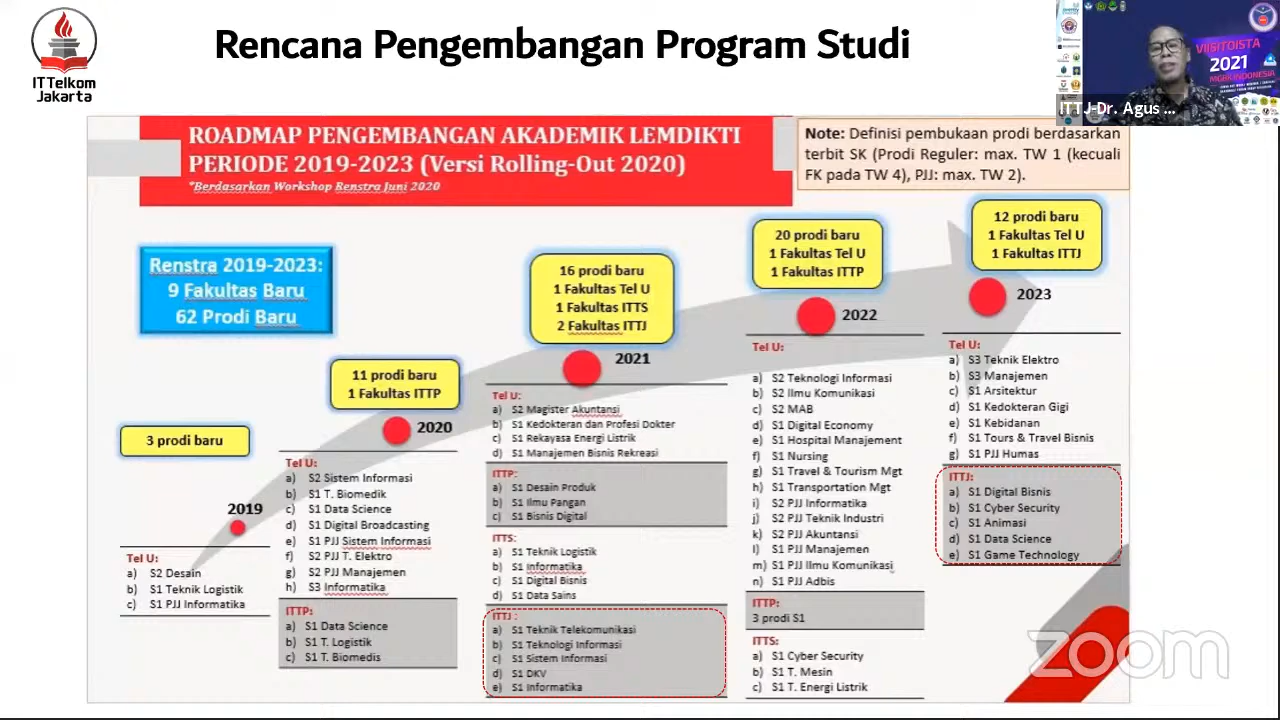 IT Telkom
Jakarta
Rencana Pengembangan Program Studi
VIISITOISTA
2021
MGBK INDONESIA
ITTJ-Dr. Agus ...
ROADMAP PENGEMBANGAN AKADEMIK LEMDIKTI
PERIODE 2019-2023 (Versi Rolling-Out 2020)
*Berdasarkan Workshop Renstra Juni 2020
Note: Definisi pembukaan prodi berdasarkan
terbit SK (Prodi Reguler: max. TW 1 (kecuali
FK pada TW 4), PJJ: max. TW 2).
Renstra 2019-2023:
9 Fakultas Baru
62 Prodi Baru
3 prodi baru
2019
Tel U:
a) S2 Desain
b) S1 Teknik Logistik
c) S1 PJJ Informatika
11 prodi baru
1 Fakultas ITTP
2020
Tel U:
a) S2 Sistem Informasi
b) S1 T. Biomedik
c) S1 Data Science
d) S1 Digital Broadcasting
e) S1 PJJ Sistem Informasi
f) S2 PJJ T. Elektro
g) S2 PJJ Manajemen
h) S3 Informatika
ITTP:
a) S1 Data Science
b) S1 T. Logistik
c) S1 T. Biomedis
16 prodi baru
1 Fakultas Tel U
1 Fakultas ITTS
2 Fakultas ITTJ
2021
Tel U:
a) S2 Magister Akuntansi
b) S1 Kedokteran dan Profesi Dokter
c) S1 Rekayasa Energi Listrik
d) S1 Manajemen Bisnis Rekreasi
ITTP:
a) S1 Desain Produk
b) S1 Ilmu Pangan
c) S1 Bisnis Digital
ITTS:
a) S1 Teknik Logistik
b) S1 Informatika
c) S1 Digital Bisnis
d) S1 Data Sains
ITTJ :
a) S1 Teknik Telekomunikasi
b) S1 Teknologi Informasi
c) S1 Sistem Informasi
d) S1 DKV
e) S1 Informatika
20 prodi baru
1 Fakultas Tel U
1 Fakultas ITTP
2022
Tel U:
a) S2 Teknologi Informasi
b) S2 Ilmu Komunikasi
c) S2 MAB
d) S1 Digital Economy
e) S1 Hospital Manajement
f) S1 Nursing
g) S1 Travel & Tourism Mgt
h) S1 Transportation Mgt
i) S2 PJJ Informatika
j) S2 PJJ Teknik Industri
k) S2 PJJ Akuntansi
l) S1 PJJ Manajemen
m) S1 PJJ Ilmu Komunikasi
n) S1 PJJ Adbis
ITTP:
3 prodi S1
ITTS:
a) S1 Cyber Security
b) S1 T. Mesin
c) S1 T. Energi Listrik
12 prodi baru
1 Fakultas Tel U
1 Fakultas ITTJ
2023
Tel U:
a) S3 Teknik Elektro
b) S3 Manajemen
c) S1 Arsitektur
d) S1 Kedokteran Gigi
e) S1 Kebidanan
f) S1 Tours & Travel Bisnis
g) S1 PJJ Humas
ITTJ:
a) S1 Digital Bisnis
b) S1 Cyber Security
c) S1 Animasi
d) S1 Data Science
e) S1 Game Technology
zoom